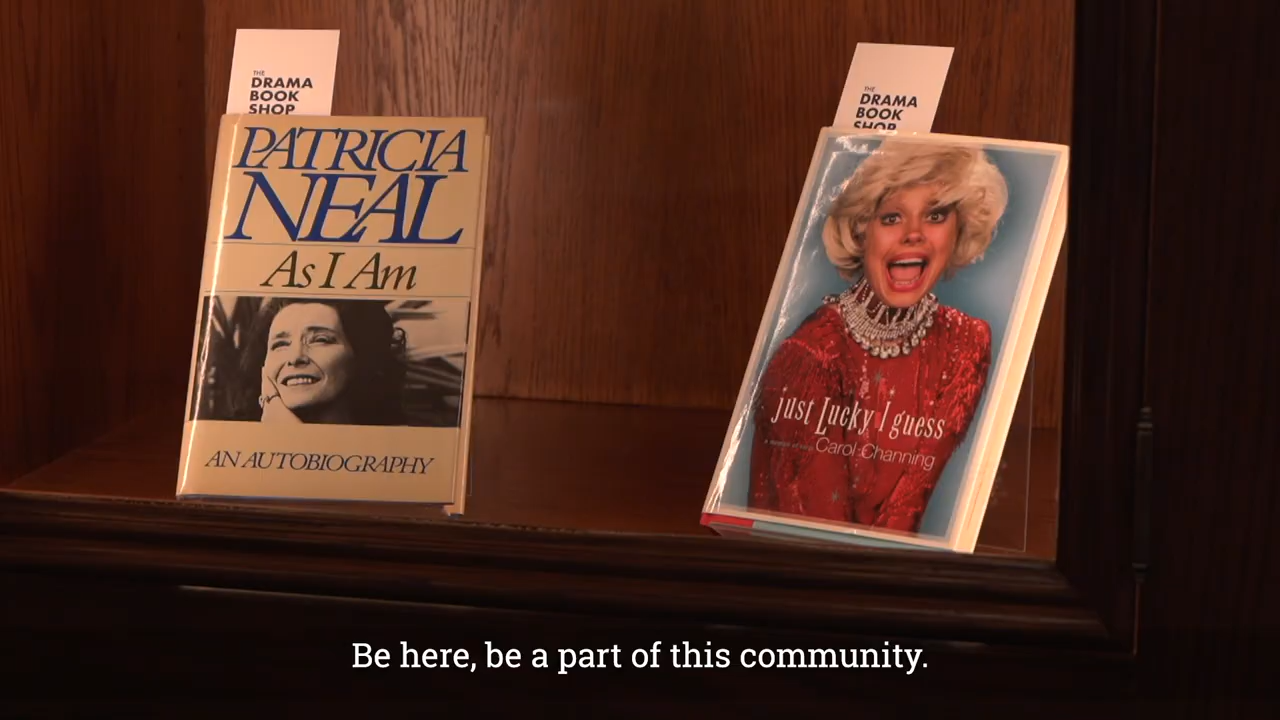 THE
DRAMA
BOOK
SHOP
PATRICIA
NEAL
As I Am
AN AUTOBIOGRAPHY
THE
DRAMA
BOOK
SHOP
just Lucky I guess
Carol Channing
Be here, be a part of this community.